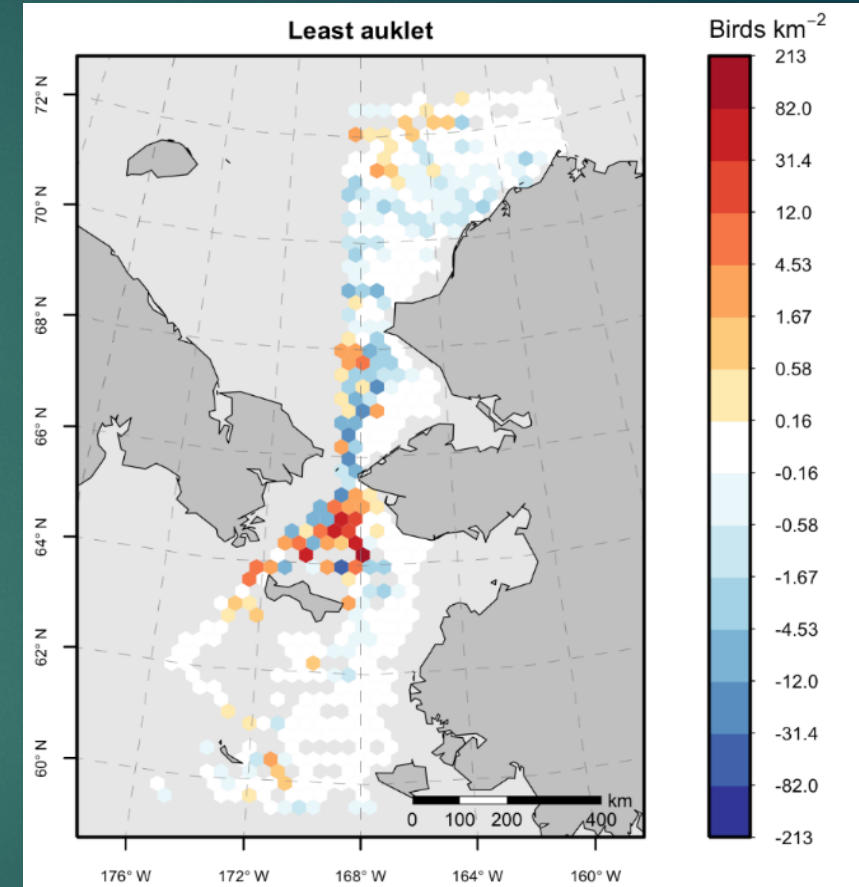 Least auklet
Birds km⁻²
213
82.0
31.4
12.0
4.53
1.67
0.58
0.16
-0.16
-0.58
-1.67
-4.53
-12.0
-31.4
-82.0
-213
72° N
70° N
68° N
66° N
64° N
62° N
60° N
km
0 100 200 400
176° W 172° W 168° W 164° W 160° W